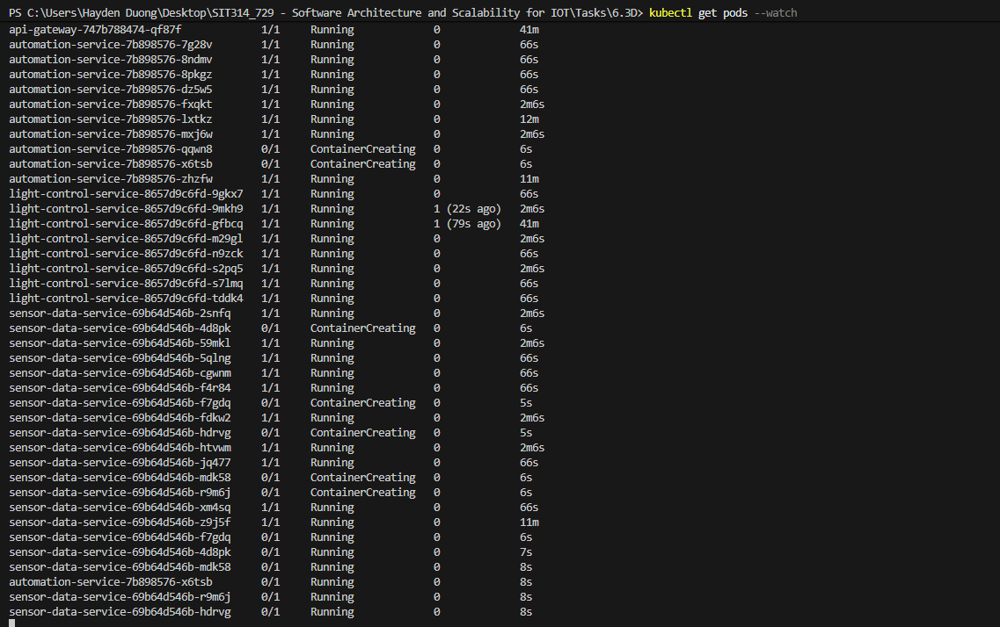 PS C:\Users\Hayden Duong\Desktop\SIT314_729 - Software Architecture and Scalability for IOT\Tasks\6.3D> kubectl get pods --watch
api-gateway-747b788474-qf87f 1/1 Running 0 41m
automation-service-7b898576-7g28v 1/1 Running 0 66s
automation-service-7b898576-8ndmv 1/1 Running 0 66s
automation-service-7b898576-8pkgz 1/1 Running 0 66s
automation-service-7b898576-dz5w5 1/1 Running 0 66s
automation-service-7b898576-fxqkt 1/1 Running 0 2m6s
automation-service-7b898576-lxtkz 1/1 Running 0 12m
automation-service-7b898576-mxj6w 1/1 Running 0 2m6s
automation-service-7b898576-qqwn8 0/1 ContainerCreating 0 6s
automation-service-7b898576-x6tsb 0/1 ContainerCreating 0 6s
automation-service-7b898576-zhzfw 1/1 Running 0 11m
light-control-service-8657d9c6fd-9gkx7 1/1 Running 0 66s
light-control-service-8657d9c6fd-9mkh9 1/1 Running 1 (22s ago) 2m6s
light-control-service-8657d9c6fd-gfbcq 1/1 Running 1 (79s ago) 41m
light-control-service-8657d9c6fd-m29gl 1/1 Running 0 2m6s
light-control-service-8657d9c6fd-n9zck 1/1 Running 0 66s
light-control-service-8657d9c6fd-s2pq5 1/1 Running 0 2m6s
light-control-service-8657d9c6fd-s7lmq 1/1 Running 0 66s
light-control-service-8657d9c6fd-tddk4 1/1 Running 0 66s
sensor-data-service-69b64d546b-2snfq 1/1 Running 0 2m6s
sensor-data-service-69b64d546b-4d8pk 0/1 ContainerCreating 0 6s
sensor-data-service-69b64d546b-59mkl 1/1 Running 0 2m6s
sensor-data-service-69b64d546b-5qlng 1/1 Running 0 66s
sensor-data-service-69b64d546b-cgwnm 1/1 Running 0 66s
sensor-data-service-69b64d546b-f4r84 1/1 Running 0 66s
sensor-data-service-69b64d546b-f7gdq 0/1 ContainerCreating 0 5s
sensor-data-service-69b64d546b-fdkw2 1/1 Running 0 2m6s
sensor-data-service-69b64d546b-hdrvg 0/1 ContainerCreating 0 5s
sensor-data-service-69b64d546b-htvwm 1/1 Running 0 2m6s
sensor-data-service-69b64d546b-jq477 1/1 Running 0 66s
sensor-data-service-69b64d546b-mdk58 0/1 ContainerCreating 0 6s
sensor-data-service-69b64d546b-r9m6j 0/1 ContainerCreating 0 6s
sensor-data-service-69b64d546b-xm4sq 1/1 Running 0 66s
sensor-data-service-69b64d546b-z9j5f 1/1 Running 0 11m
sensor-data-service-69b64d546b-f7gdq 0/1 Running 0 6s
sensor-data-service-69b64d546b-4d8pk 0/1 Running 0 7s
sensor-data-service-69b64d546b-mdk58 0/1 Running 0 8s
automation-service-7b898576-x6tsb 0/1 Running 0 8s
sensor-data-service-69b64d546b-r9m6j 0/1 Running 0 8s
sensor-data-service-69b64d546b-hdrvg 0/1 Running 0 8s